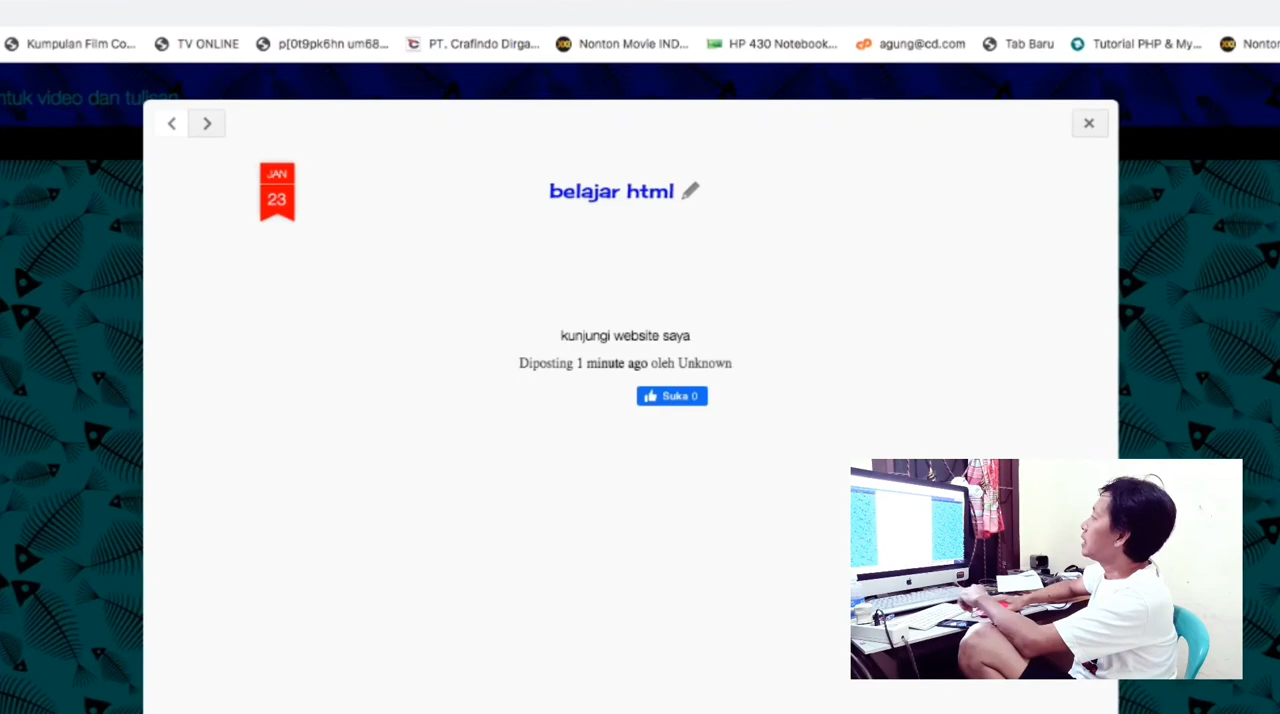 Kumpulan Film Co... TV ONLINE p[0t9pk6hn um68... PT. Crafindo Dirga... Nonton Movie IND... HP 430 Notebook... agung@cd.com Tab Baru Tutorial PHP & My... Nonton
ntuk video dan tulisan
JAN
23
belajar html
kunjungi website saya
Diposting 1 minute ago oleh Unknown
Suka 0